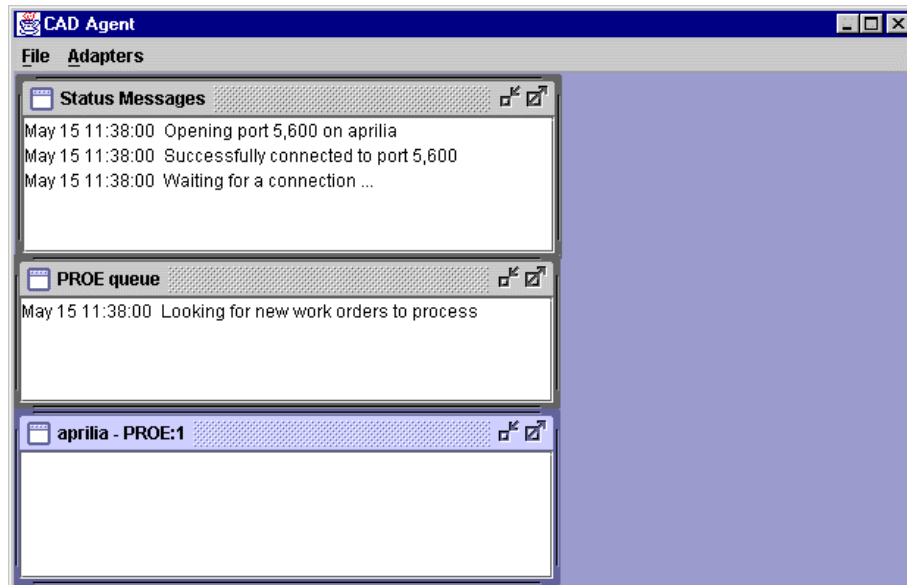 CAD Agent
File Adapters
Status Messages
May 15 11:38:00 Opening port 5,600 on aprilia
May 15 11:38:00 Successfully connected to port 5,600
May 15 11:38:00 Waiting for a connection ...
PROE queue
May 15 11:38:00 Looking for new work orders to process
aprilia - PROE:1